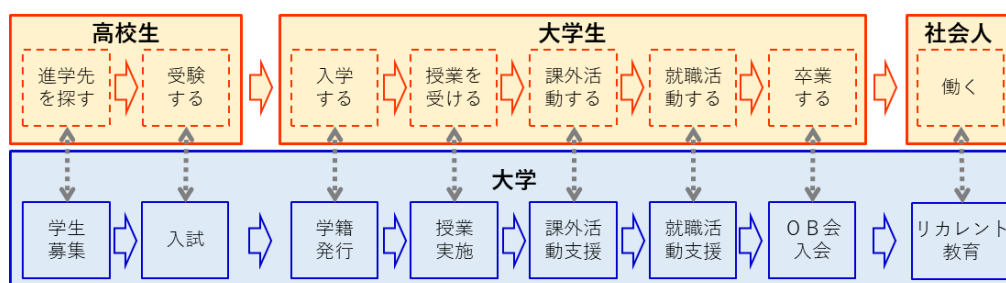 高校生
進学先
を探す
受験
する
大学生
入学
する
授業を
受ける
課外活
動する
就職活
動する
卒業
する
社会人
働く
大学
学生
募集
入試
学籍
発行
授業
実施
課外活
動支援
就職活
動支援
ＯＢ会
入会
リカレント
教育